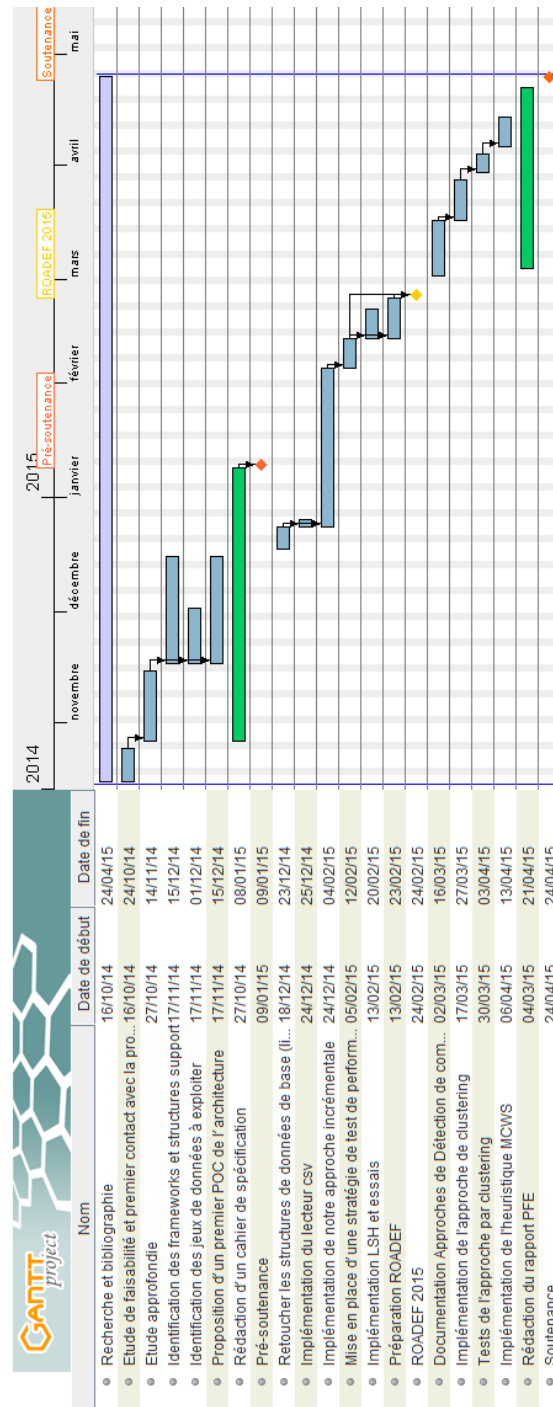 GANTT
project
Nom Date de début Date de fin
Recherche et bibliographie 16/10/14 24/04/15
Etude de faisabilité et premier contact avec la pro... 16/10/14 24/10/14
Etude approfondie 27/10/14 14/11/14
Identification des frameworks et structures support 17/11/14 15/12/14
Identification des jeux de données à exploiter 17/11/14 01/12/14
Proposition d'un premier POC de l'architecture 17/11/14 15/12/14
Rédaction d'un cahier de spécification 27/10/14 08/01/15
Pré-soutenance 09/01/15 09/01/15
Retoucher les structures de données de base (li... 18/12/14 23/12/14
Implémentation du lecteur csv 24/12/14 25/12/14
Implémentation de notre approche incrémentale 24/12/14 04/02/15
Mise en place d'une stratégie de test de perform... 05/02/15 12/02/15
Implémentation LSH et essais 13/02/15 20/02/15
Préparation ROADEF 13/02/15 23/02/15
ROADEF 2015 24/02/15 24/02/15
Documentation Approches de Détection de com... 02/03/15 16/03/15
Implémentation de l'approche de clustering 17/03/15 27/03/15
Tests de l'approche par clustering 30/03/15 03/04/15
Implémentation de l'heuristique MCWS 06/04/15 13/04/15
Rédaction du rapport PFE 04/03/15 21/04/15
Soutenance 24/04/15 24/04/15
2014 2015
Pré-soutenance ROADEF 2015 Soutenance
novembre décembre janvier février mars avril mai